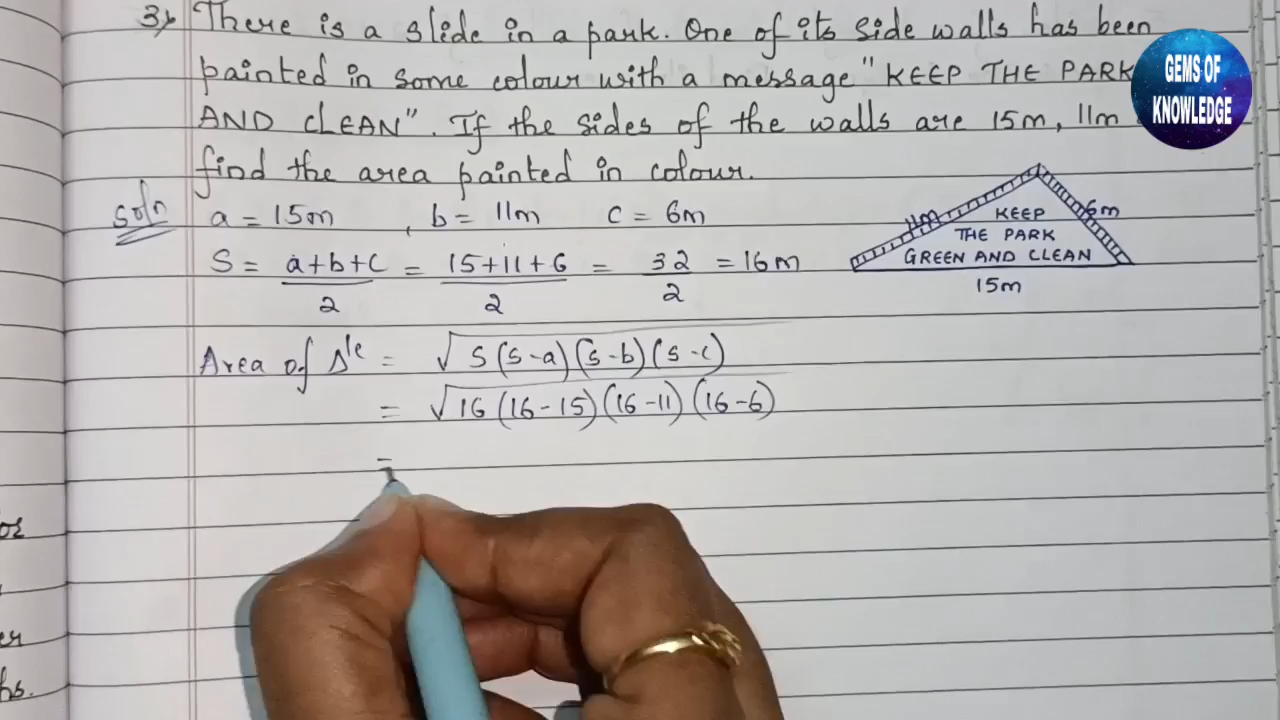 3) There is a slide in a park. One of its side walls has been
painted in some colour with a message "KEEP THE PARK
AND CLEAN". If the sides of the walls are 15m, 11m
find the area painted in colour.
GEMS OF
KNOWLEDGE
Soln
a = 15m , b = 11m c = 6m
S = a+b+c/2 = 15+11+6/2 = 32/2 = 16m
11m
6m
KEEP
THE PARK
GREEN AND CLEAN
15m
Area of Δle = √S(S-a)(S-b)(S-c)
= √16(16-15)(16-11)(16-6)
=
er
hs.